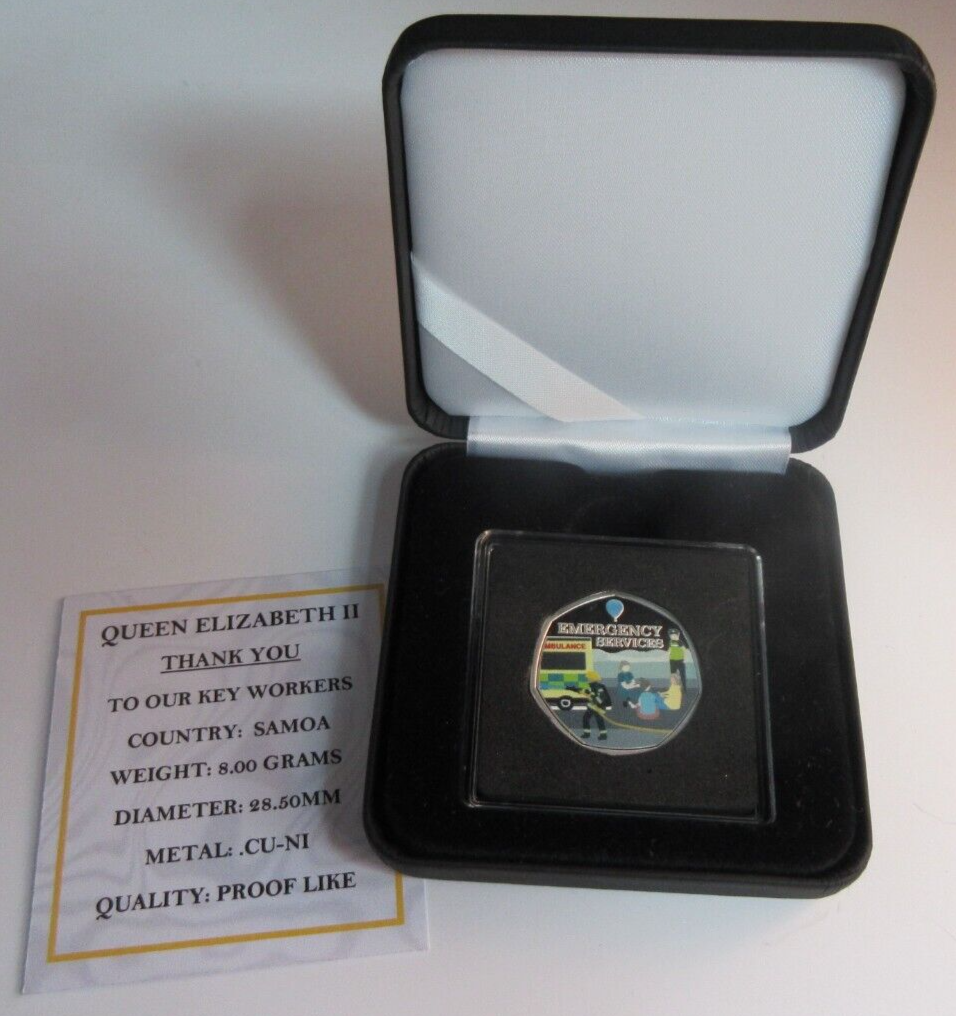 QUEEN ELIZABETH II
THANK YOU
TO OUR KEY WORKERS
COUNTRY: SAMOA
WEIGHT: 8.00 GRAMS
DIAMETER: 28.50MM
METAL: .CU-NI
QUALITY: PROOF LIKE
EMERGENCY
SERVICES
MBULANCE